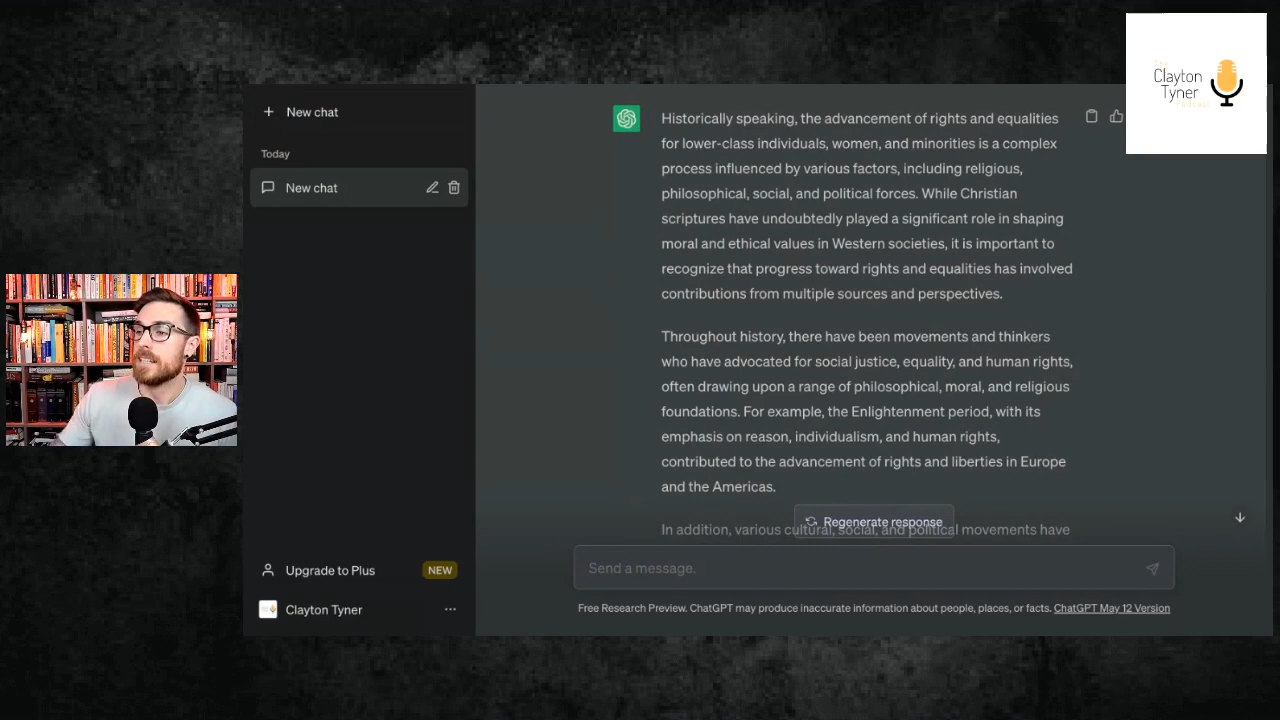 The
Clayton
Tyner
Podcast
New chat
Today
New chat
Upgrade to Plus
NEW
Clayton Tyner
Historically speaking, the advancement of rights and equalities
for lower-class individuals, women, and minorities is a complex
process influenced by various factors, including religious,
philosophical, social, and political forces. While Christian
scriptures have undoubtedly played a significant role in shaping
moral and ethical values in Western societies, it is important to
recognize that progress toward rights and equalities has involved
contributions from multiple sources and perspectives.
Throughout history, there have been movements and thinkers
who have advocated for social justice, equality, and human rights,
often drawing upon a range of philosophical, moral, and religious
foundations. For example, the Enlightenment period, with its
emphasis on reason, individualism, and human rights,
contributed to the advancement of rights and liberties in Europe
and the Americas.
Regenerate response
In addition, various cultural, social, and political movements have
Send a message.
Free Research Preview. ChatGPT may produce inaccurate information about people, places, or facts. ChatGPT May 12 Version